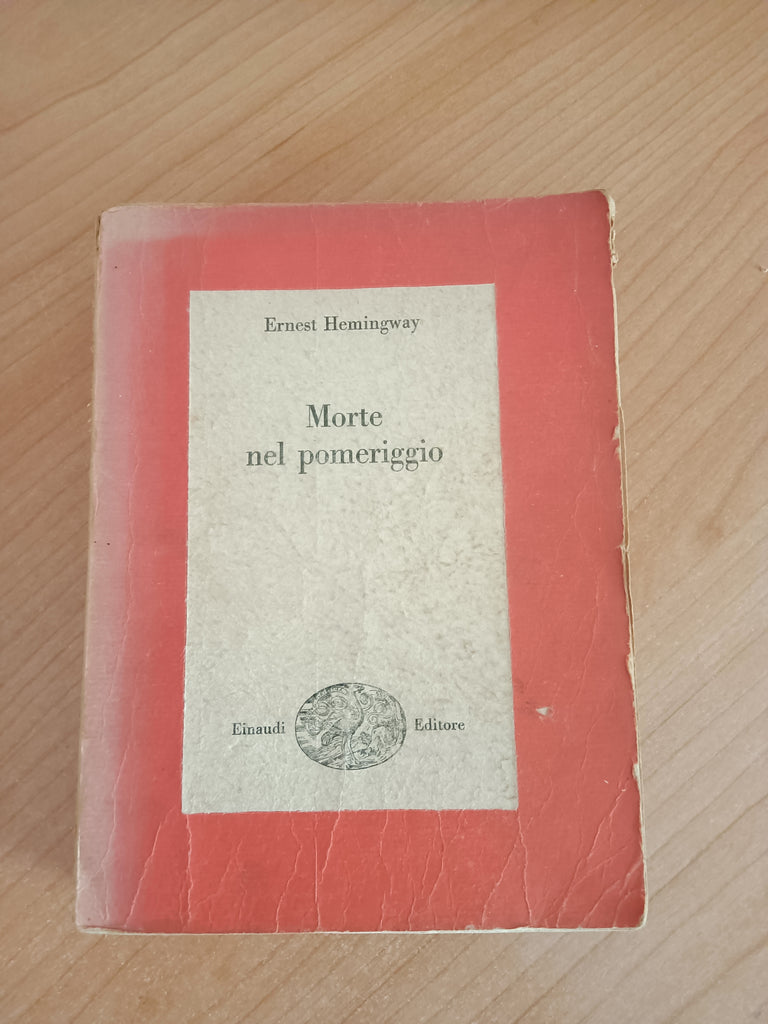 Ernest Hemingway
Morte
nel pomeriggio
Einaudi Editore